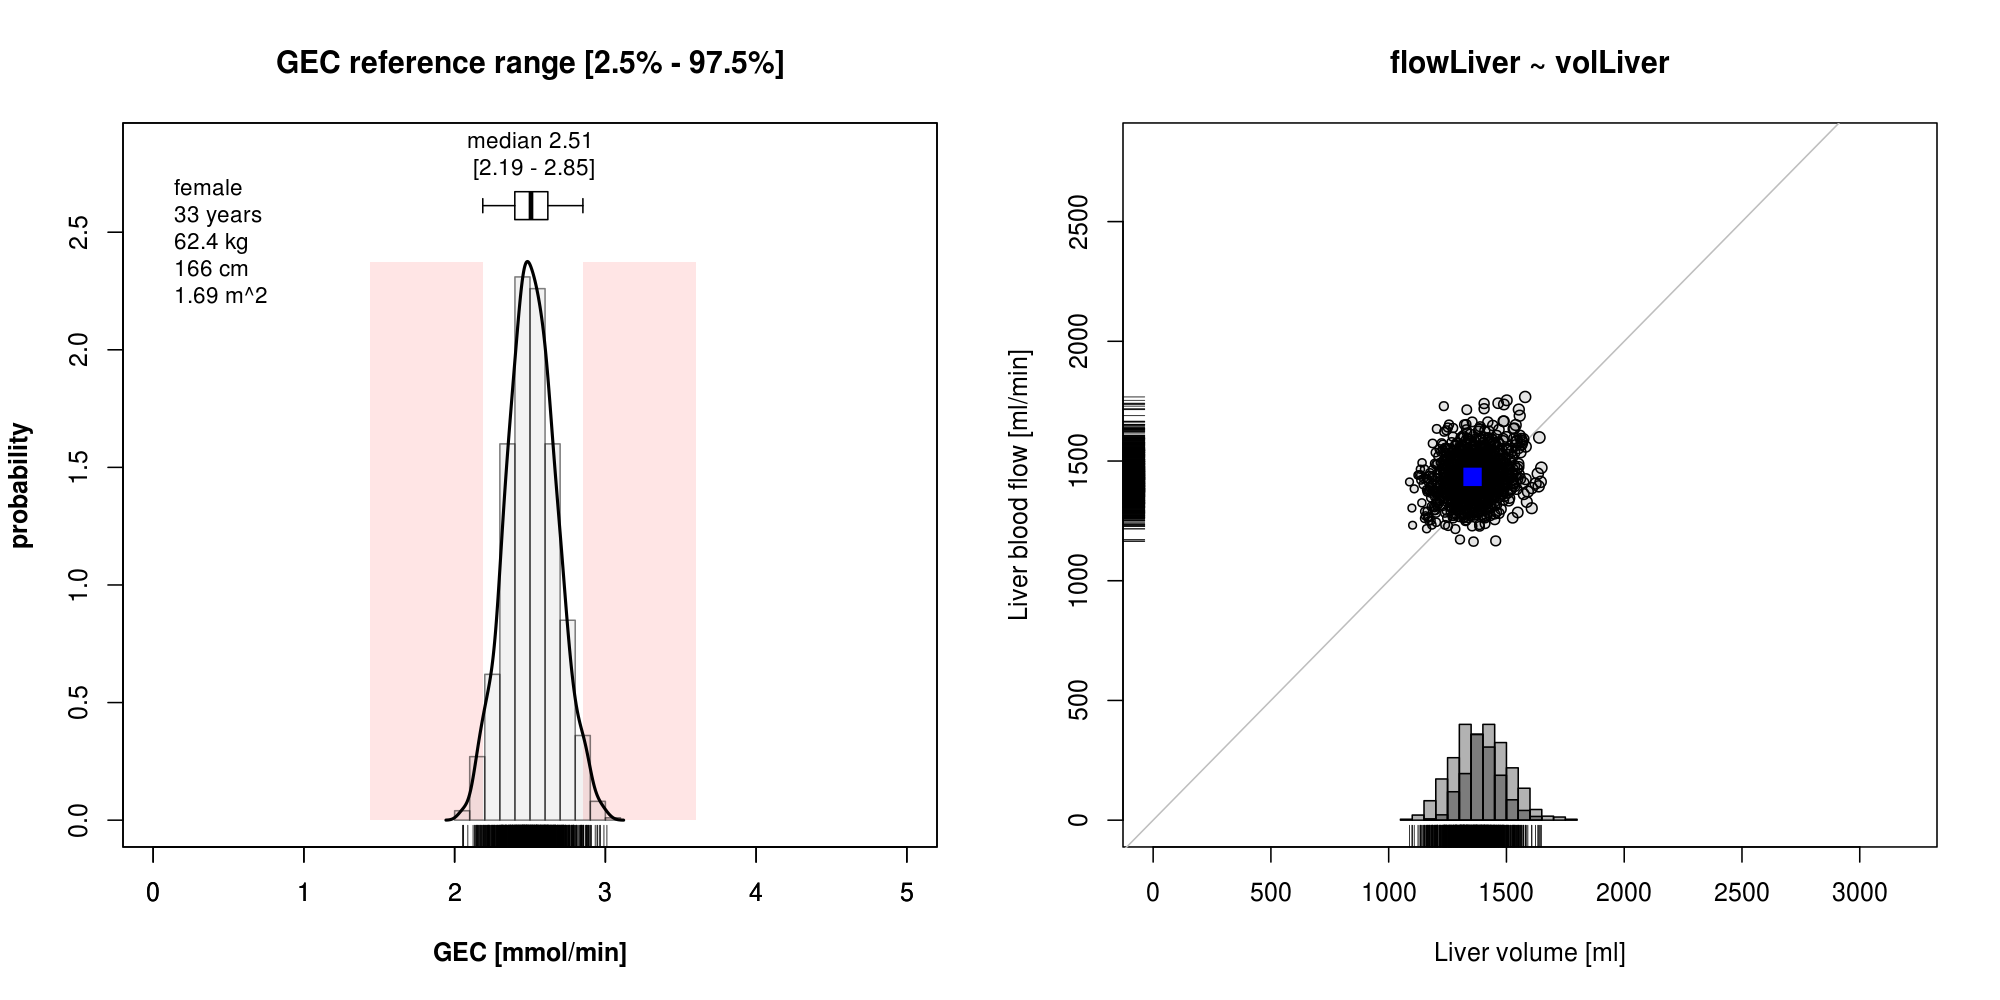 GEC reference range [2.5% - 97.5%]
median 2.51
[2.19 - 2.85]
female
33 years
62.4 kg
166 cm
1.69 m^2
probability
0.0
0.5
1.0
1.5
2.0
2.5
0 1 2 3 4 5
GEC [mmol/min]
flowLiver ~ volLiver
Liver blood flow [ml/min]
0
500
1000
1500
2000
2500
0 500 1000 1500 2000 2500 3000
Liver volume [ml]